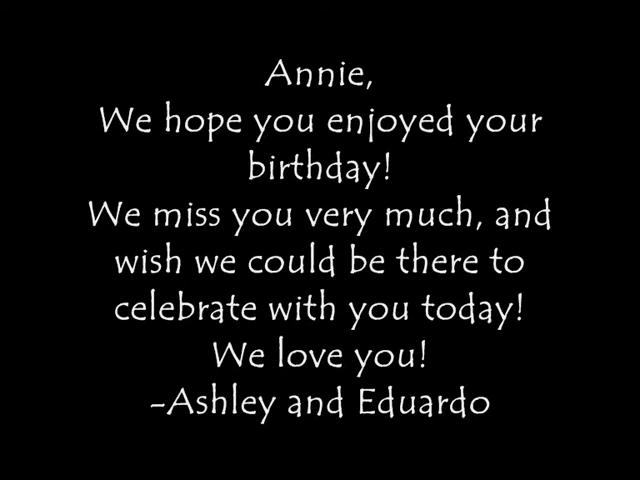 Annie,
We hope you enjoyed your
birthday!
We miss you very much, and
wish we could be there to
celebrate with you today!
We love you!
-Ashley and Eduardo